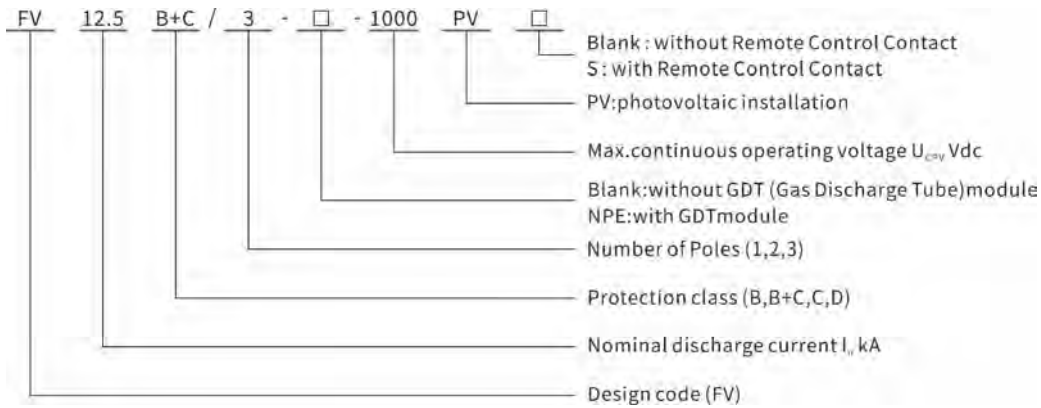 FV 12.5 B+C / 3 - □ - 1000 PV □
Blank : without Remote Control Contact
S : with Remote Control Contact
PV:photovoltaic installation
Max.continuous operating voltage Ucpv Vdc
Blank:without GDT (Gas Discharge Tube)module
NPE:with GDTmodule
Number of Poles (1,2,3)
Protection class (B,B+C,C,D)
Nominal discharge current In kA
Design code (FV)